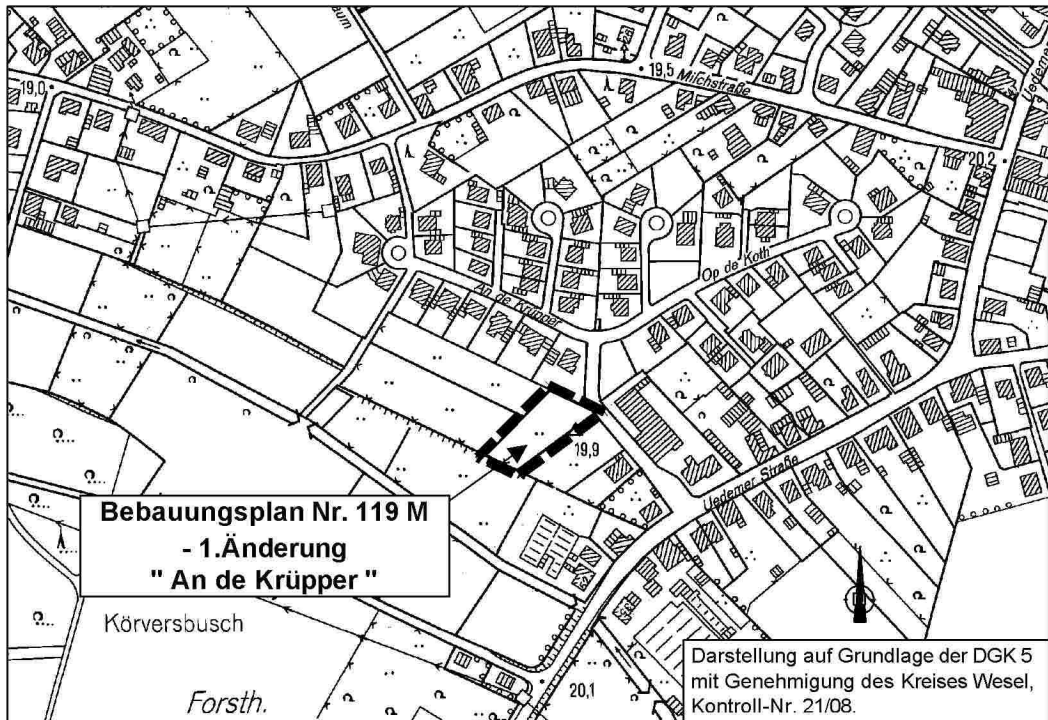 19,0
19,5
Milchstraße
20,2
An de Krüpper
Op de Koth
19,9
Uedemer Straße
Bebauungsplan Nr. 119 M
- 1.Änderung
" An de Krüpper "
Körversbusch
Forsth.
20,1
Darstellung auf Grundlage der DGK 5
mit Genehmigung des Kreises Wesel,
Kontroll-Nr. 21/08.